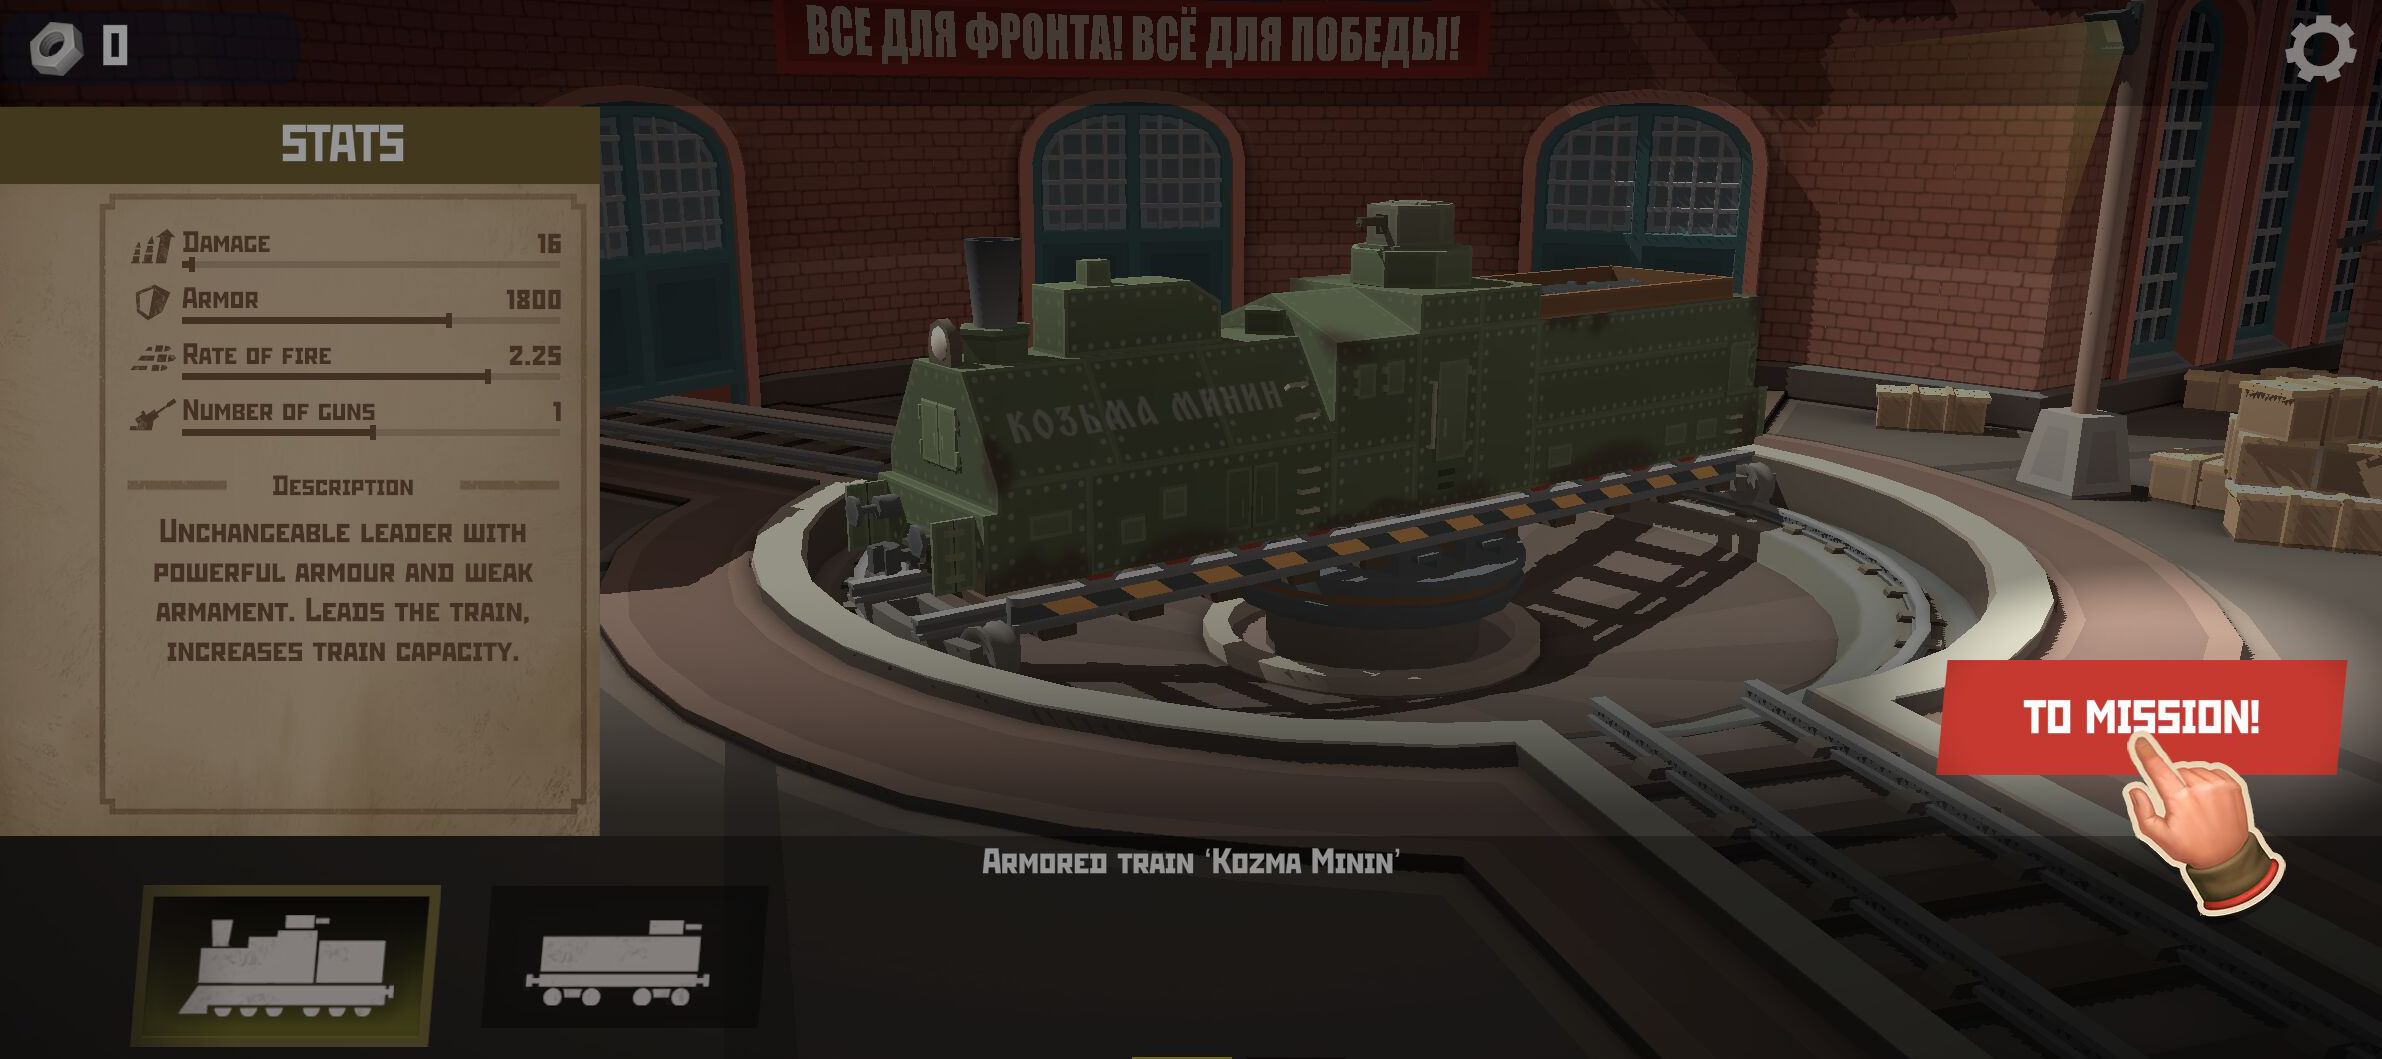 0
ВСЕ ДЛЯ ФРОНТА! ВСЁ ДЛЯ ПОБЕДЫ!
STATS
DAMAGE 16
ARMOR 1800
RATE OF FIRE 2.25
NUMBER OF GUNS 1
DESCRIPTION
UNCHANGEABLE LEADER WITH
POWERFUL ARMOUR AND WEAK
ARMAMENT. LEADS THE TRAIN,
INCREASES TRAIN CAPACITY.
КОЗЬМА МИНИН
TO MISSION!
ARMORED TRAIN ‘KOZMA MININ’